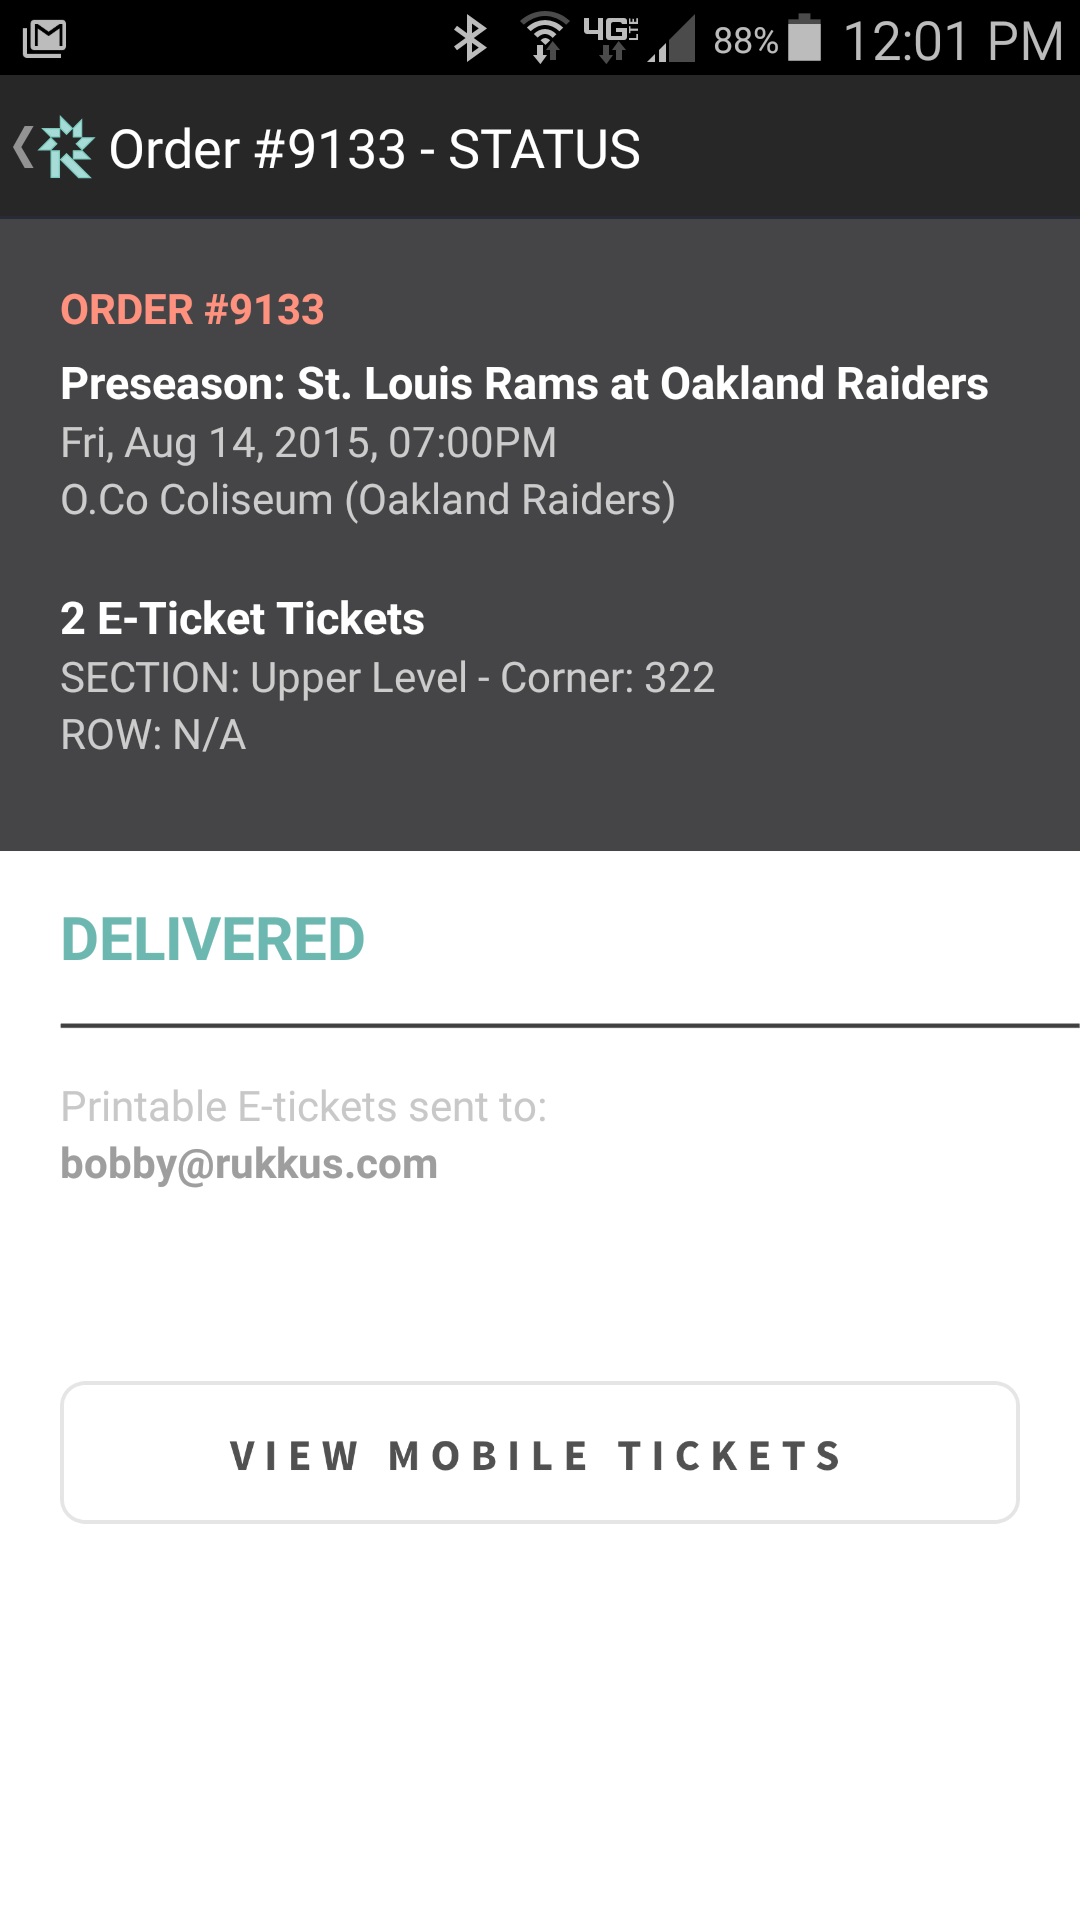 4G LTE 88% 12:01 PM
Order #9133 - STATUS
ORDER #9133
Preseason: St. Louis Rams at Oakland Raiders
Fri, Aug 14, 2015, 07:00PM
O.Co Coliseum (Oakland Raiders)
2 E-Ticket Tickets
SECTION: Upper Level - Corner: 322
ROW: N/A
DELIVERED
Printable E-tickets sent to:
bobby@rukkus.com
VIEW MOBILE TICKETS